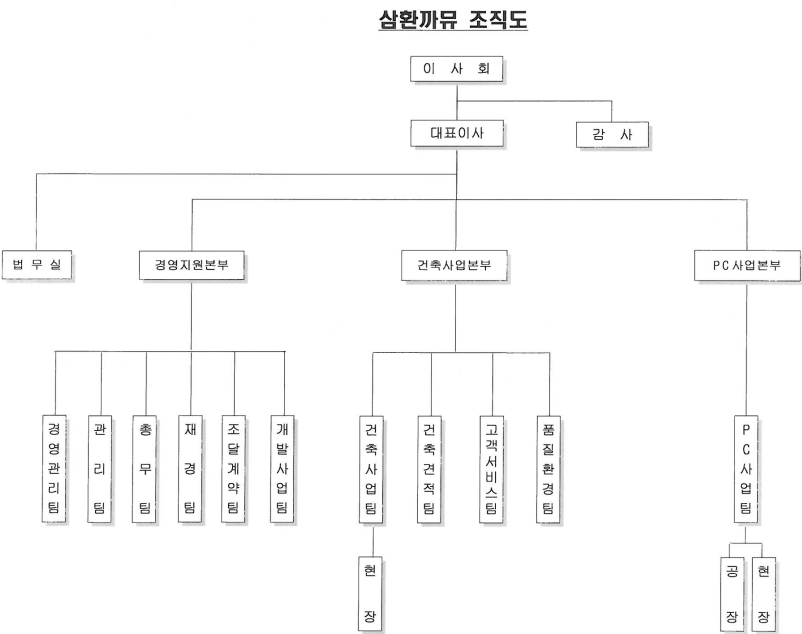 삼환까뮤 조직도
이 사 회
대표이사
감 사
법 무 실
경영지원본부
건축사업본부
PC사업본부
경영관리팀
관리팀
총무팀
재경팀
조달계약팀
개발사업팀
건축사업팀
건축견적팀
고객서비스팀
품질환경팀
PC사업팀
현장
공장
현장